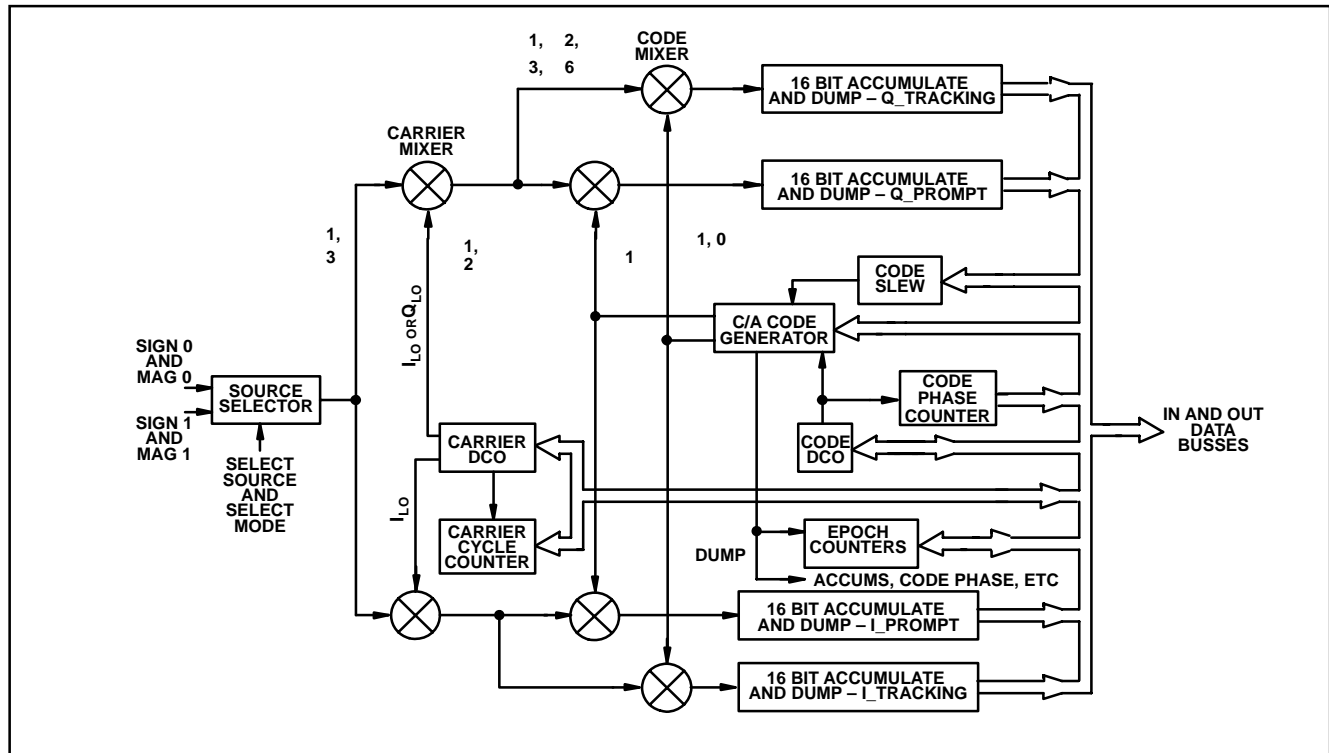 1, 2,
3, 6
CODE
MIXER
16 BIT ACCUMULATE
AND DUMP – Q_TRACKING
CARRIER
MIXER
16 BIT ACCUMULATE
AND DUMP – Q_PROMPT
1,
3
1,
2
1
1, 0
CODE
SLEW
I_LO OR Q_LO
C/A CODE
GENERATOR
SIGN 0
AND
MAG 0
SOURCE
SELECTOR
CODE
PHASE
COUNTER
SIGN 1
AND
MAG 1
IN AND OUT
DATA
BUSSES
CARRIER
DCO
CODE
DCO
SELECT
SOURCE
AND
SELECT
MODE
I_LO
CARRIER
CYCLE
COUNTER
EPOCH
COUNTERS
DUMP
ACCUMS, CODE PHASE, ETC
16 BIT ACCUMULATE
AND DUMP – I_PROMPT
16 BIT ACCUMULATE
AND DUMP – I_TRACKING